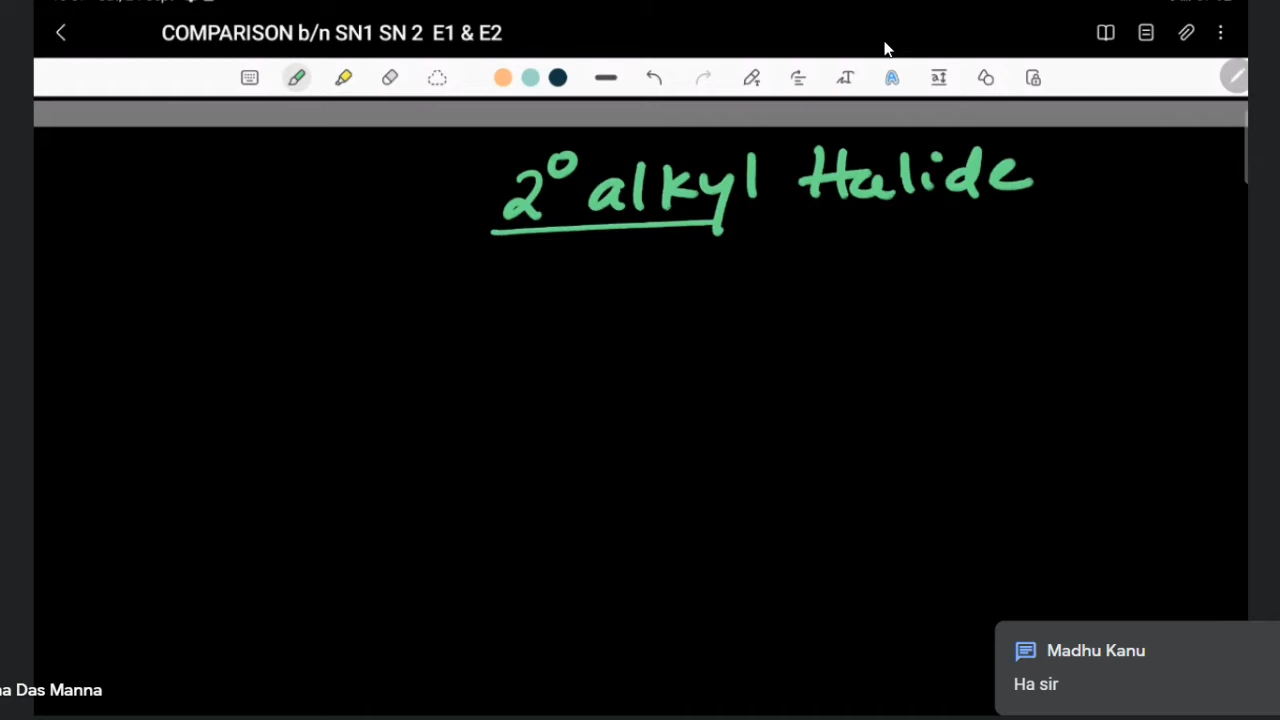 COMPARISON b/n SN1 SN 2 E1 & E2
2° alkyl Halide
Madhu Kanu
Ha sir
Das Manna